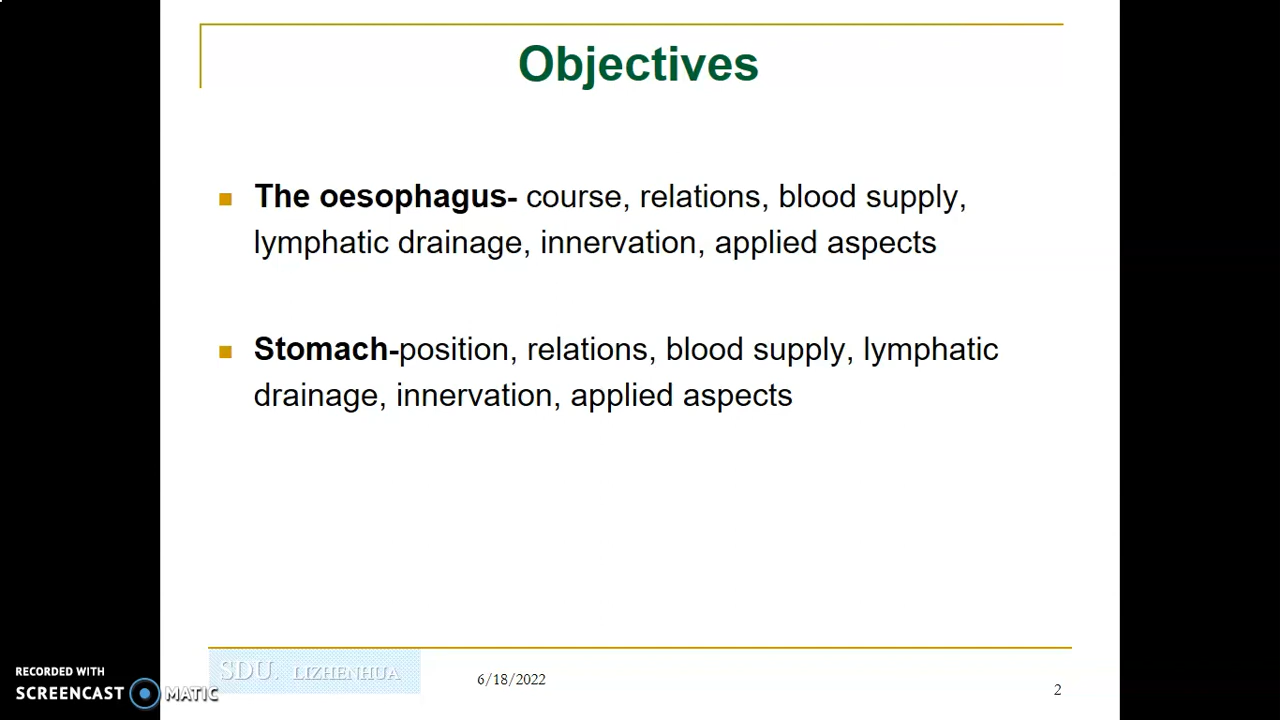 Objectives
The oesophagus- course, relations, blood supply,
lymphatic drainage, innervation, applied aspects
Stomach-position, relations, blood supply, lymphatic
drainage, innervation, applied aspects
SDU. LIZHENHUA
6/18/2022
2
RECORDED WITH
SCREENCAST MATIC